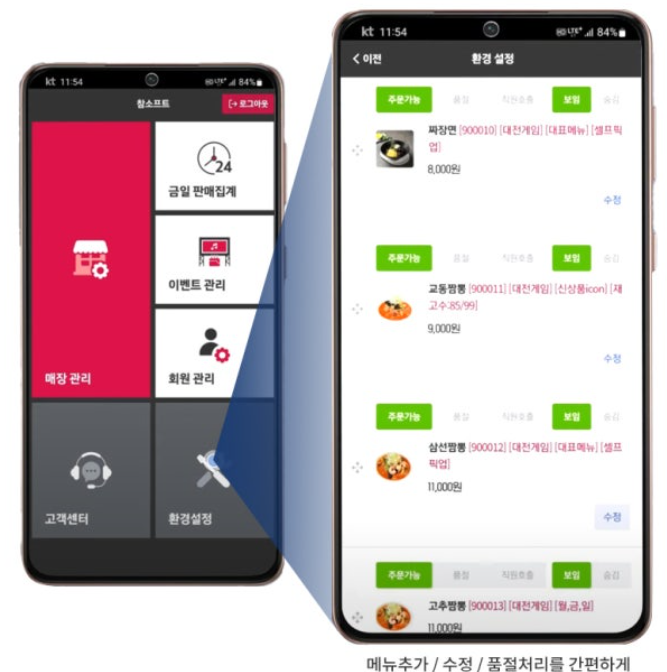 kt 11:54
84%
참소프트
로그아웃
24
금일 판매집계
이벤트 관리
매장 관리
회원 관리
고객센터
환경설정
kt 11:54
84%
이전
환경 설정
주문가능 품절 직원호출 보임 숨김
짜장면 [900010] [대전게임] [대표메뉴] [셀프픽
업]
8,000원
수정
주문가능 품절 직원호출 보임 숨김
교동짬뽕 [900011] [대전게임] [신상품icon] [재
고수:85/99]
9,000원
수정
주문가능 품절 직원호출 보임 숨김
삼선짬뽕 [900012] [대전게임] [대표메뉴] [셀프
픽업]
11,000원
수정
주문가능 품절 직원호출 보임 숨김
고추짬뽕 [900013] [대전게임] [월,금,일]
11,000원
메뉴추가 / 수정 / 품절처리를 간편하게